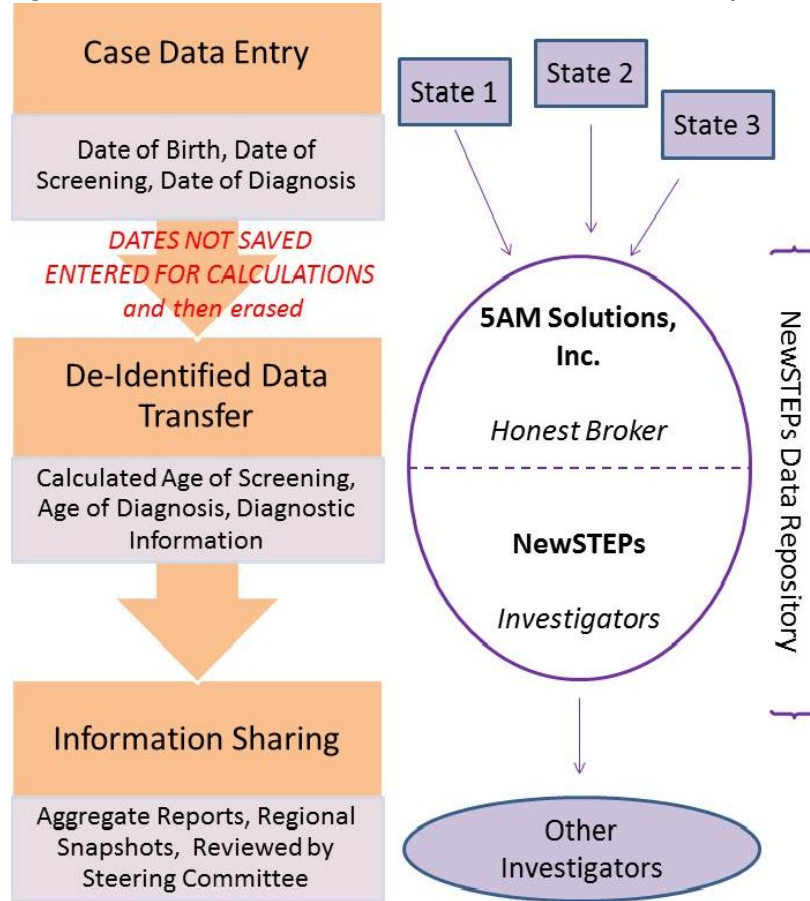 Case Data Entry
Date of Birth, Date of
Screening, Date of Diagnosis
DATES NOT SAVED
ENTERED FOR CALCULATIONS
and then erased
De-Identified Data
Transfer
Calculated Age of Screening,
Age of Diagnosis, Diagnostic
Information
Information Sharing
Aggregate Reports, Regional
Snapshots, Reviewed by
Steering Committee
State 1
State 2
State 3
5AM Solutions,
Inc.
Honest Broker
NewSTEPs
Investigators
NewSTEPs Data Repository
Other
Investigators